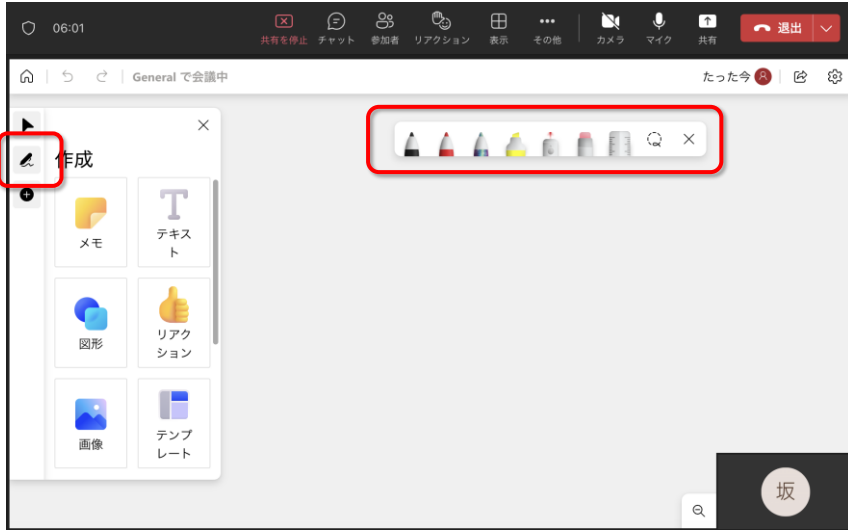 06:01
共有を停止 チャット 参加者 リアクション 表示 その他 カメラ マイク 共有 退出
General で会議中
たった今
作成
メモ
テキス
ト
図形
リアク
ション
画像
テンプ
レート
坂